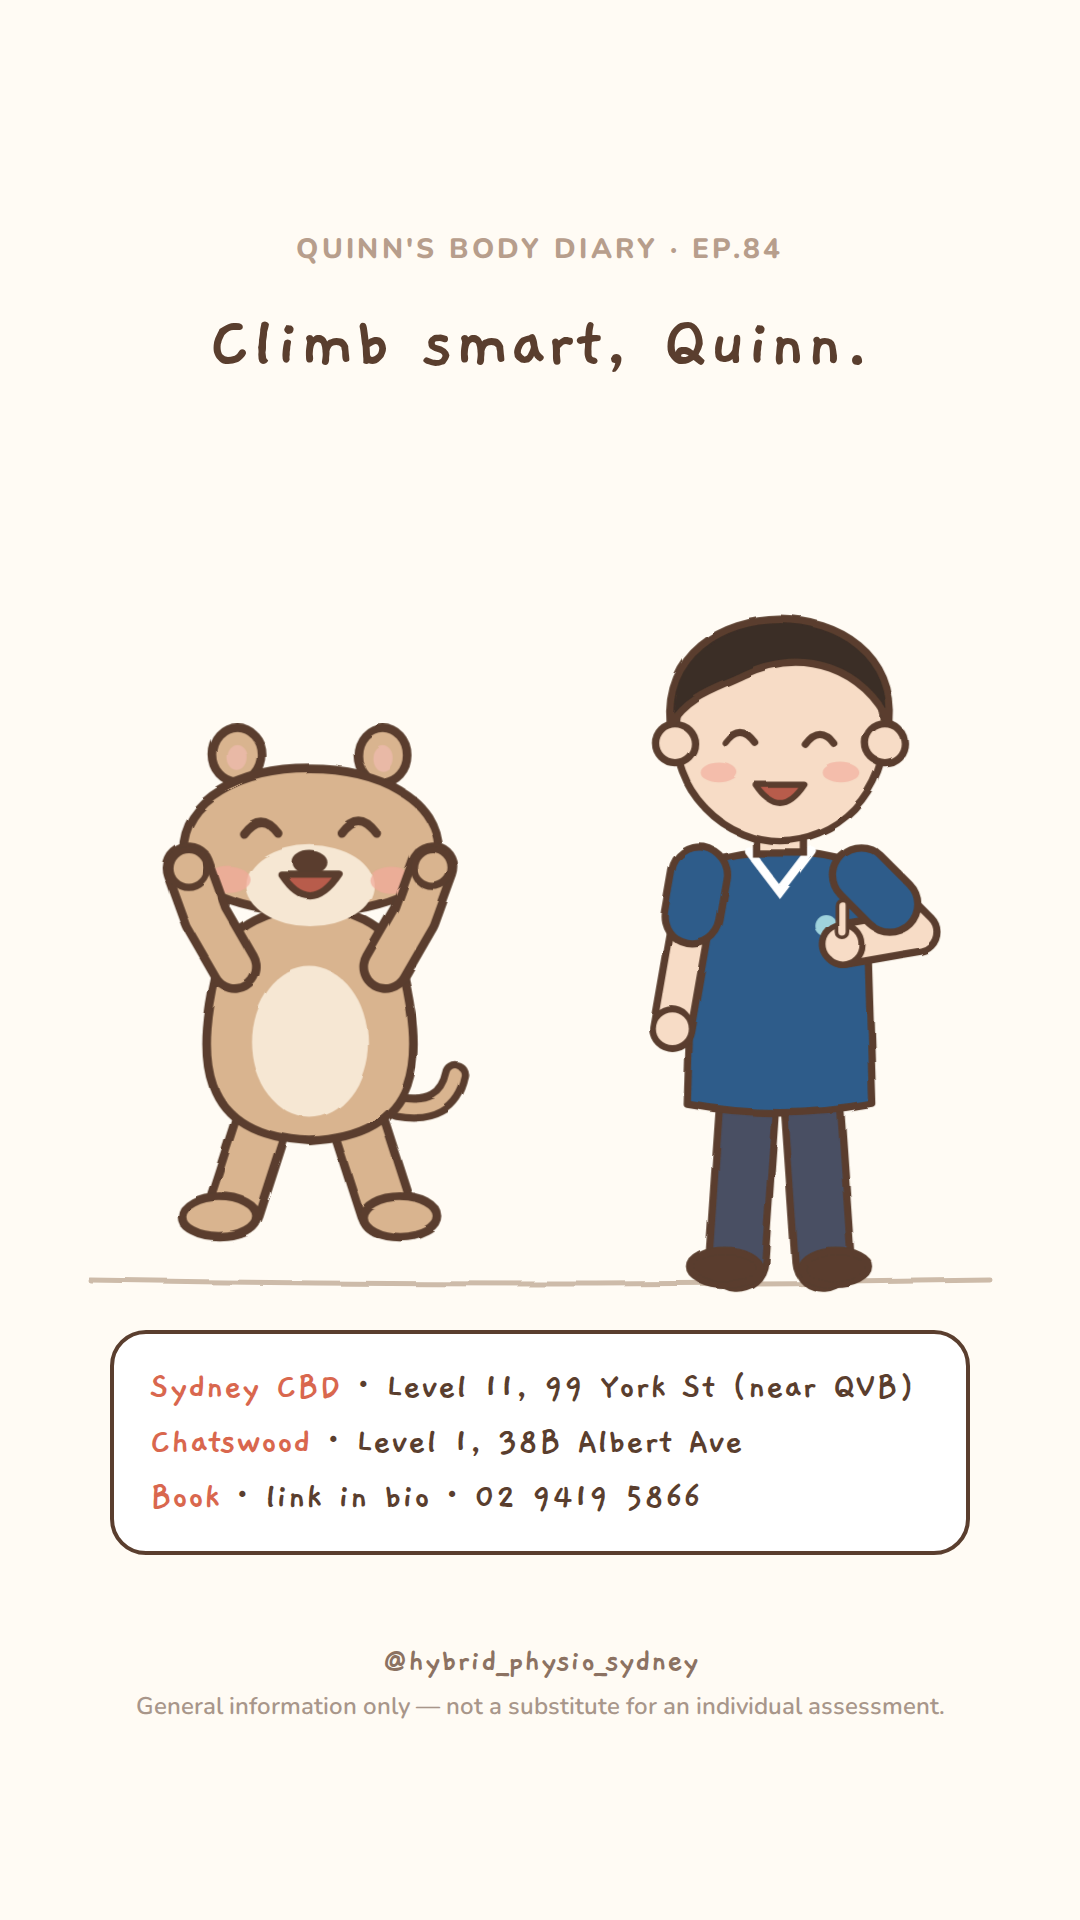 QUINN'S BODY DIARY · EP.84
Climb smart, Quinn.
Sydney CBD · Level 11, 99 York St (near QVB)
Chatswood · Level 1, 38B Albert Ave
Book · link in bio · 02 9419 5866
@hybrid_physio_sydney
General information only — not a substitute for an individual assessment.